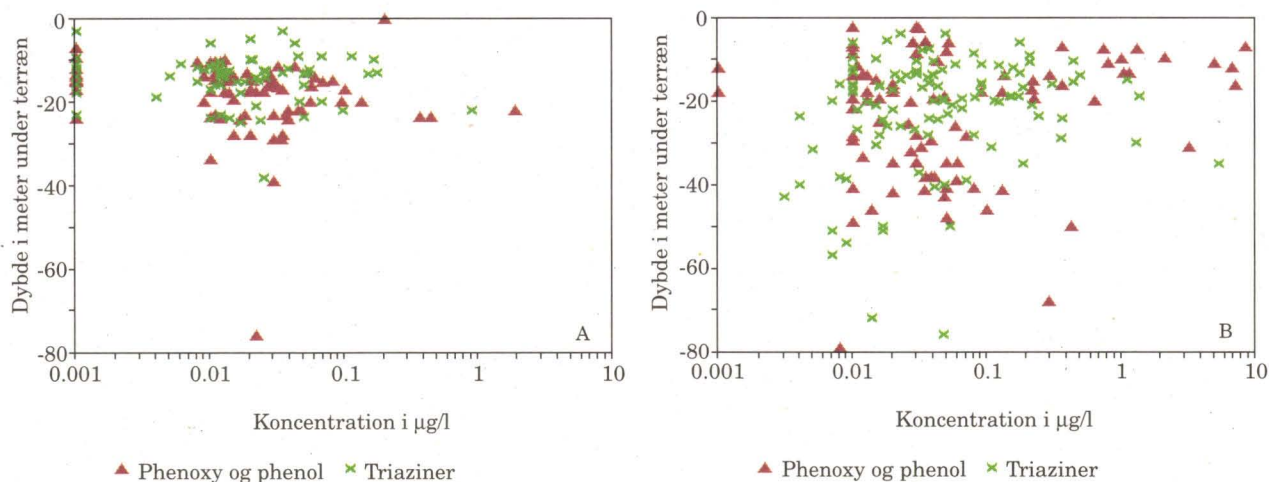 0
-20
-40
-60
-80
Dybde i meter under terræn
A
0.001 0.01 0.1 1 10
Koncentration i µg/l
Phenoxy og phenol Triaziner
0
-20
-40
-60
-80
Dybde i meter under terræn
B
0.001 0.01 0.1 1 10
Koncentration i µg/l
Phenoxy og phenol Triaziner